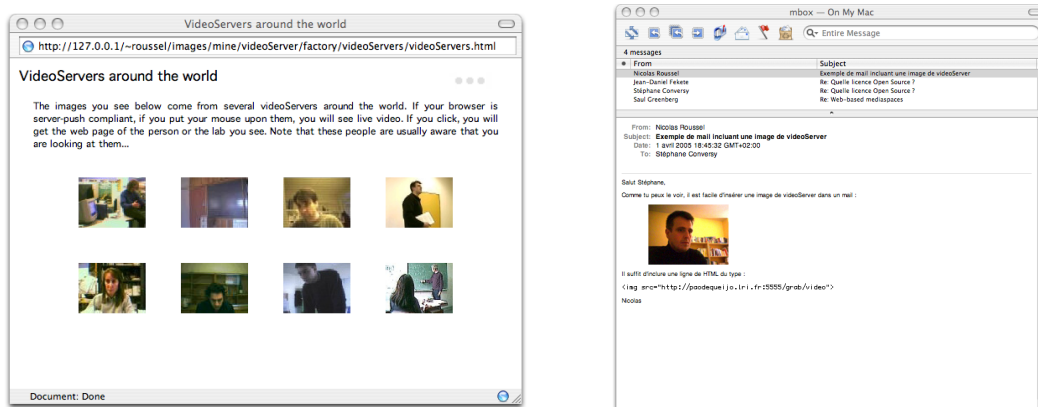 VideoServers around the world
http://127.0.0.1/~roussel/images/mine/videoServer/factory/videoServers/videoServers.html
VideoServers around the world
The images you see below come from several videoServers around the world. If your browser is
server-push compliant, if you put your mouse upon them, you will see live video. If you click, you will
get the web page of the person or the lab you see. Note that these people are usually aware that you
are looking at them...
Document: Done
mbox — On My Mac
Entire Message
4 messages
From Subject
Nicolas Roussel Exemple de mail incluant une image de videoServer
Jean-Daniel Fekete Re: Quelle licence Open Source ?
Stéphane Conversy Re: Quelle licence Open Source ?
Saul Greenberg Re: Web-based mediaspaces
From: Nicolas Roussel
Subject: Exemple de mail incluant une image de videoServer
Date: 1 avril 2005 18:45:32 GMT+02:00
To: Stéphane Conversy
Salut Stéphane,
Comme tu peux le voir, il est facile d'insérer une image de videoServer dans un mail :
Il suffit d'inclure une ligne de HTML du type :
<img src="http://paodequeijo.lri.fr:5555/grab/video">
Nicolas